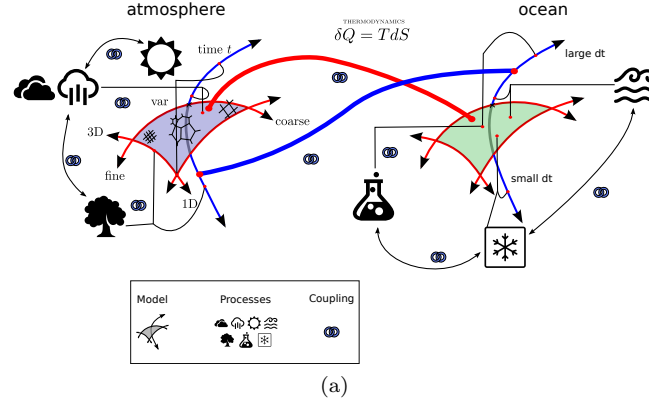 atmosphere
ocean
THERMODYNAMICS
δQ = TdS
time t
large dt
var
coarse
3D
fine
1D
small dt
Model
Processes
Coupling
(a)